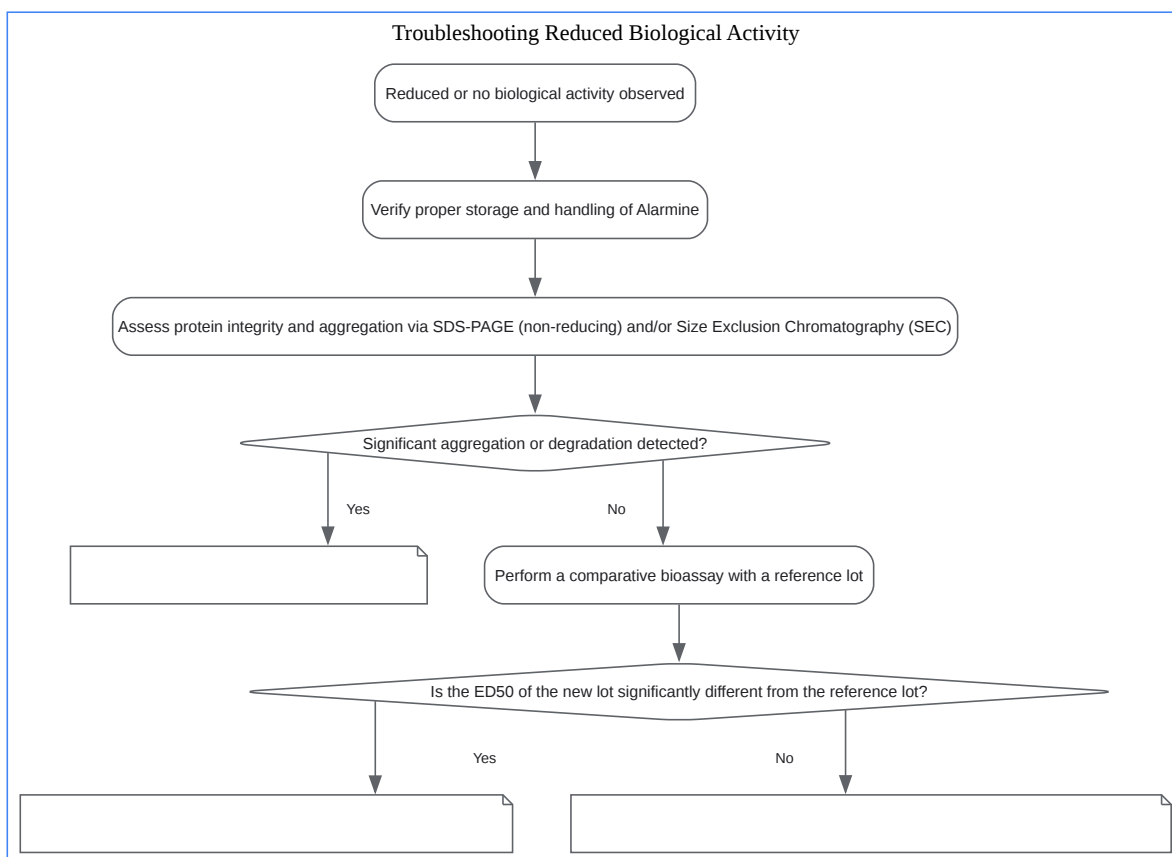 Troubleshooting Reduced Biological Activity
Reduced or no biological activity observed
Verify proper storage and handling of Alarmine
Assess protein integrity and aggregation via SDS-PAGE (non-reducing) and/or Size Exclusion Chromatography (SEC)
Significant aggregation or degradation detected?
Yes
No
Perform a comparative bioassay with a reference lot
Is the ED50 of the new lot significantly different from the reference lot?
Yes
No